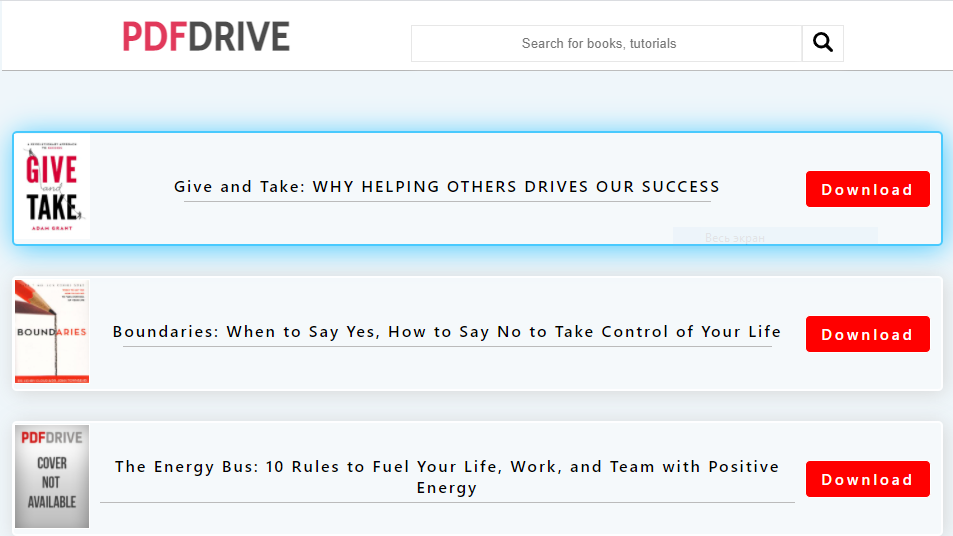 PDFDRIVE
Search for books, tutorials
GIVE
and
TAKE
ADAM GRANT
Give and Take: WHY HELPING OTHERS DRIVES OUR SUCCESS
Download
Весь экран
BOUNDARIES
Boundaries: When to Say Yes, How to Say No to Take Control of Your Life
Download
PDFDRIVE
COVER
NOT
AVAILABLE
The Energy Bus: 10 Rules to Fuel Your Life, Work, and Team with Positive
Energy
Download